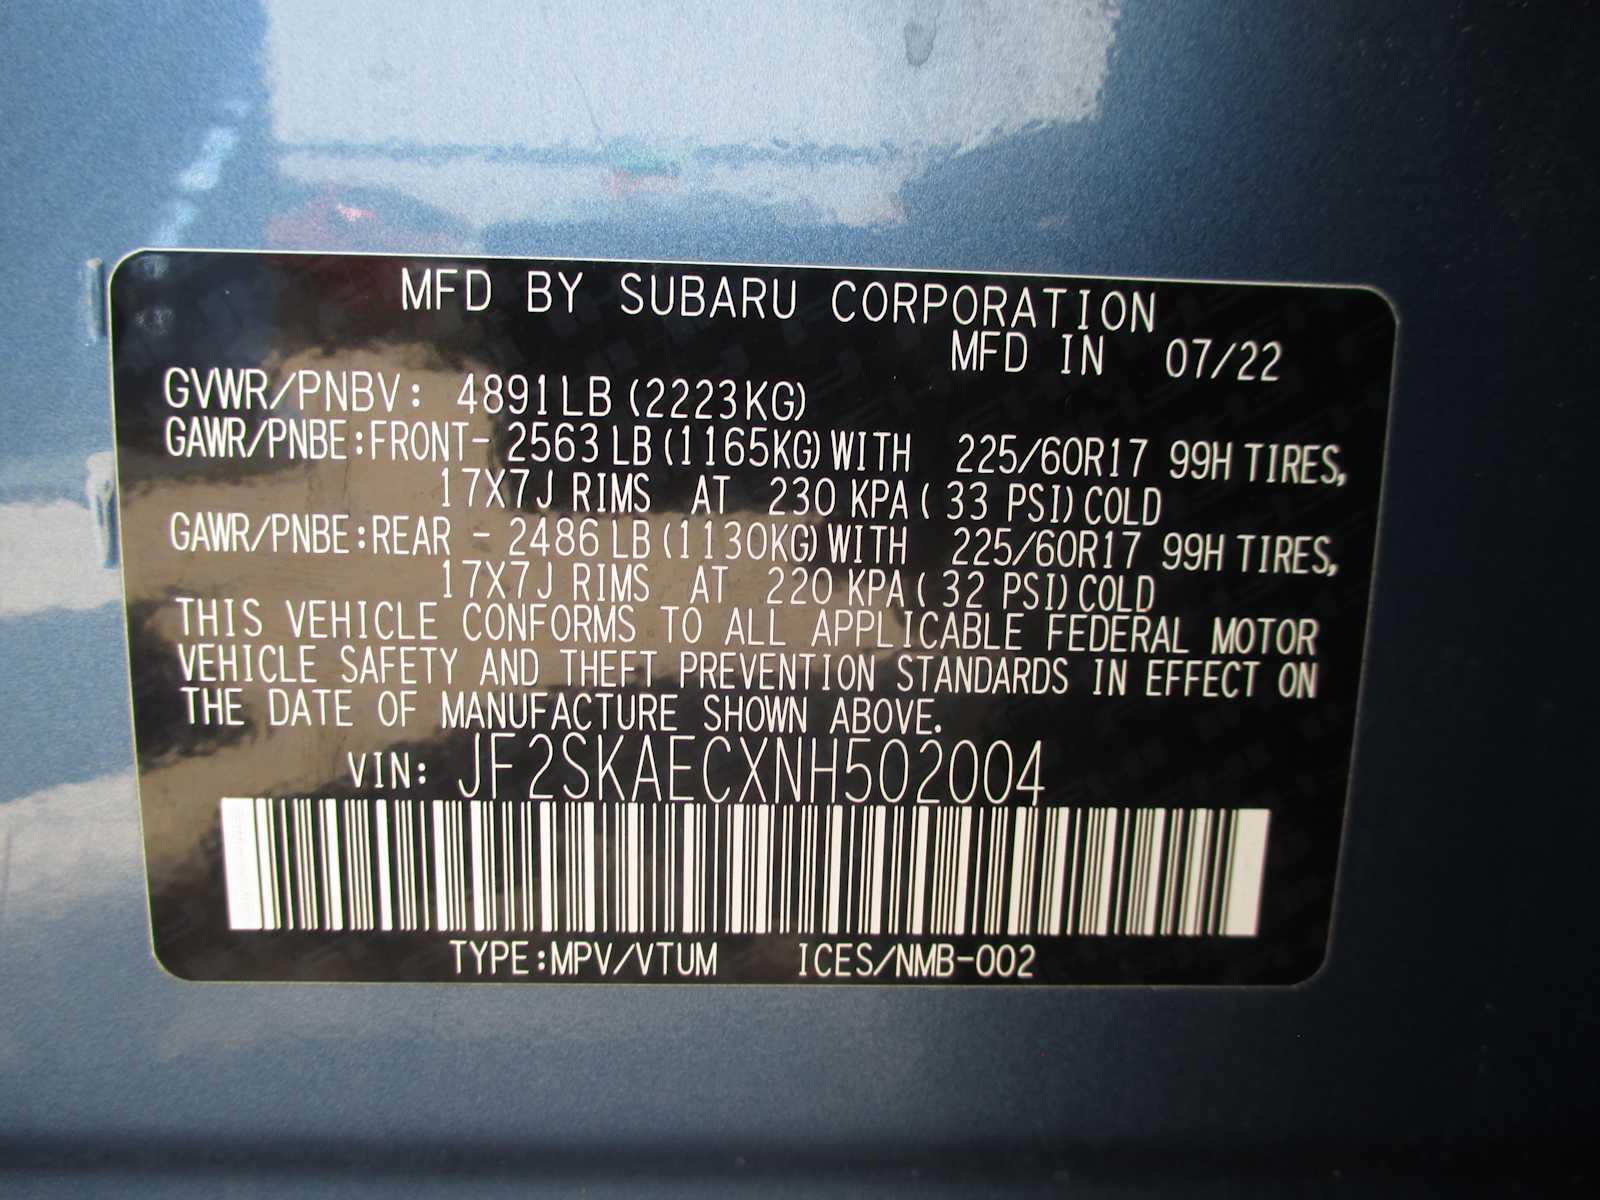 MFD BY SUBARU CORPORATION
MFD IN 07/22
GVWR/PNBV: 4891LB (2223KG)
GAWR/PNBE:FRONT- 2563 LB (1165KG) WITH 225/60R17 99H TIRES,
17X7J RIMS AT 230 KPA ( 33 PSI) COLD
GAWR/PNBE:REAR - 2486 LB (1130KG) WITH 225/60R17 99H TIRES,
17X7J RIMS AT 220 KPA ( 32 PSI) COLD
THIS VEHICLE CONFORMS TO ALL APPLICABLE FEDERAL MOTOR
VEHICLE SAFETY AND THEFT PREVENTION STANDARDS IN EFFECT ON
THE DATE OF MANUFACTURE SHOWN ABOVE.
VIN: JF2SKAECXNH502004
TYPE:MPV/VTUM ICES/NMB-002